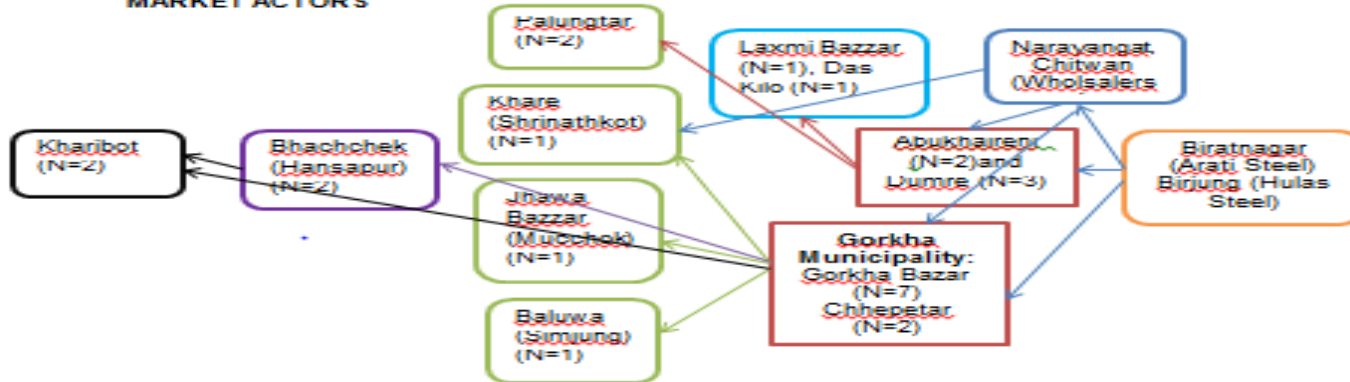 MARKET ACTORS
Palungtar
(N=2)
Laxmi Bazzar
(N=1), Das
Kilo (N=1)
Narayangat,
Chitwan
(Wholsalers
Khare
(Shrinathkot)
(N=1)
Kharibot
(N=2)
Bhachchek
(Hansapur)
(N=2)
Abukhaireni
(N=2)and
Dumre (N=3)
Biratnagar
(Arati Steel)
Birjung (Hulas
Steel)
Jhawa
Bazzar
(Mucchok)
(N=1)
Gorkha
Municipality:
Gorkha Bazar
(N=7)
Chhepetar
(N=2)
Baluwa
(Simjung)
(N=1)